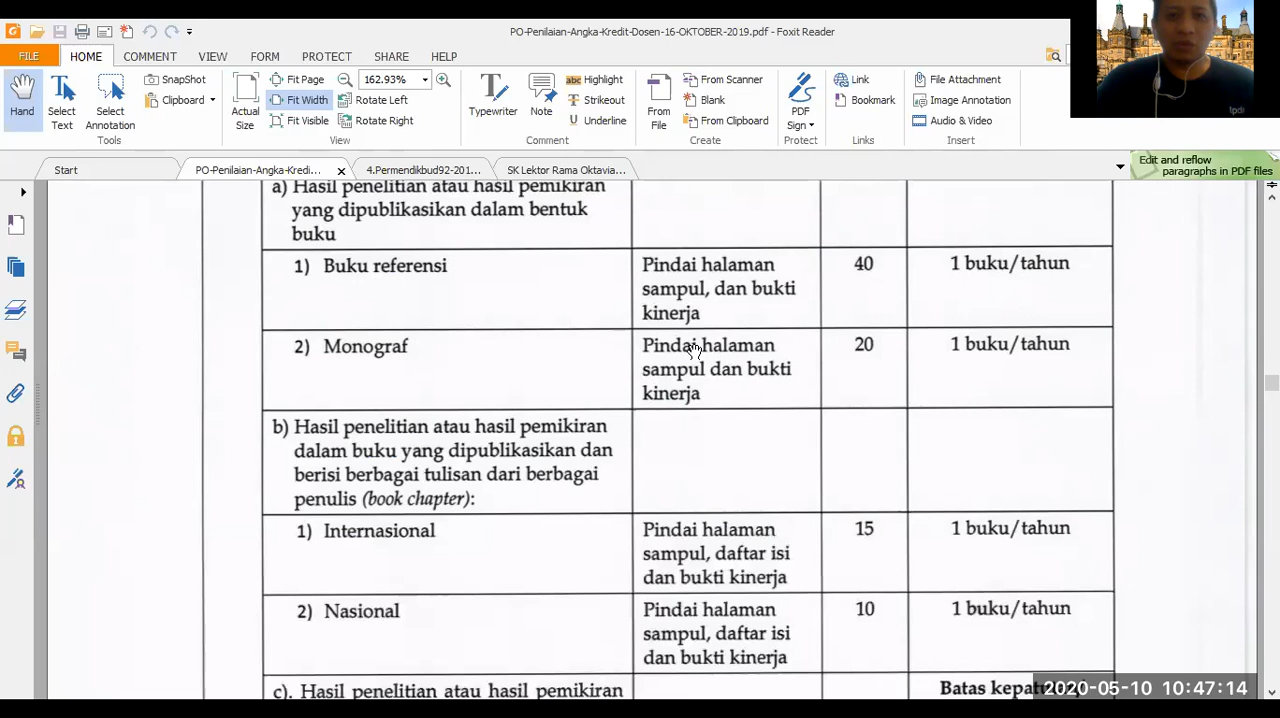 PO-Penilaian-Angka-Kredit-Dosen-16-OKTOBER-2019.pdf - Foxit Reader
FILE HOME COMMENT VIEW FORM PROTECT SHARE HELP
Hand
Select Text
Select Annotation
SnapShot
Clipboard
Tools
Actual Size
Fit Page
Fit Width
Fit Visible
162.93%
Rotate Left
Rotate Right
View
Typewriter
Note
Highlight
Strikeout
Underline
Comment
From File
From Scanner
Blank
From Clipboard
Create
PDF Sign
Protect
Link
Bookmark
Links
File Attachment
Image Annotation
Audio & Video
Insert
Start
PO-Penilaian-Angka-Kredi...
4.Permendikbud92-201...
SK Lektor Rama Oktavia...
Edit and reflow
paragraphs in PDF files
a) Hasil penelitian atau hasil pemikiran
yang dipublikasikan dalam bentuk
buku
1) Buku referensi
Pindai halaman
sampul, dan bukti
kinerja
40
1 buku/tahun
2) Monograf
Pindai halaman
sampul dan bukti
kinerja
20
1 buku/tahun
b) Hasil penelitian atau hasil pemikiran
dalam buku yang dipublikasikan dan
berisi berbagai tulisan dari berbagai
penulis (book chapter):
1) Internasional
Pindai halaman
sampul, daftar isi
dan bukti kinerja
15
1 buku/tahun
2) Nasional
Pindai halaman
sampul, daftar isi
dan bukti kinerja
10
1 buku/tahun
c). Hasil penelitian atau hasil pemikiran
Batas
2020-05-10 10:47:14